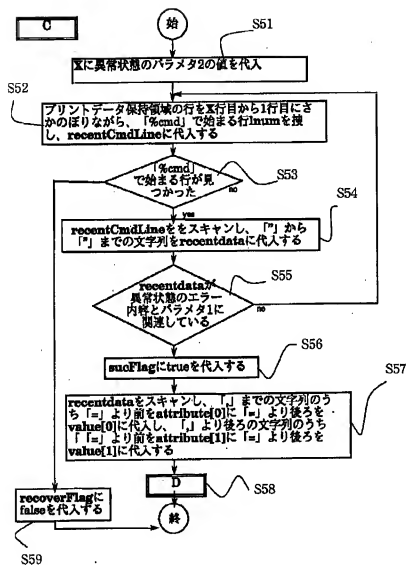 C
始
S51
Xに異常状態のパラメタ2の値を代入
S52
プリントデータ保持領域の行をX行目から1行目にさ
かのぼりながら、「%cmd」で始まる行lnumを捜
し、recentCmdLineに代入する
S53
「%cmd」
で始まる行が見
つかった
no
yes
S54
recentCmdLineををスキャンし、「”」から
「”」までの文字列をrecentdataに代入する
S55
recentdataが
異常状態のエラー
内容とパラメタ1に
関連している
no
S56
sucFlagにtrueを代入する
S57
recentdataをスキャンし、「,」までの文字列のう
ち「=」より前をattribute[0]に「=」より後ろを
value[0]に代入し、「,」より後ろの文字列のうち
「「=」より前をattribute[1]に「=」より後ろを
value[1]に代入する
D
S58
recoverFlagに
falseを代入する
終
S59